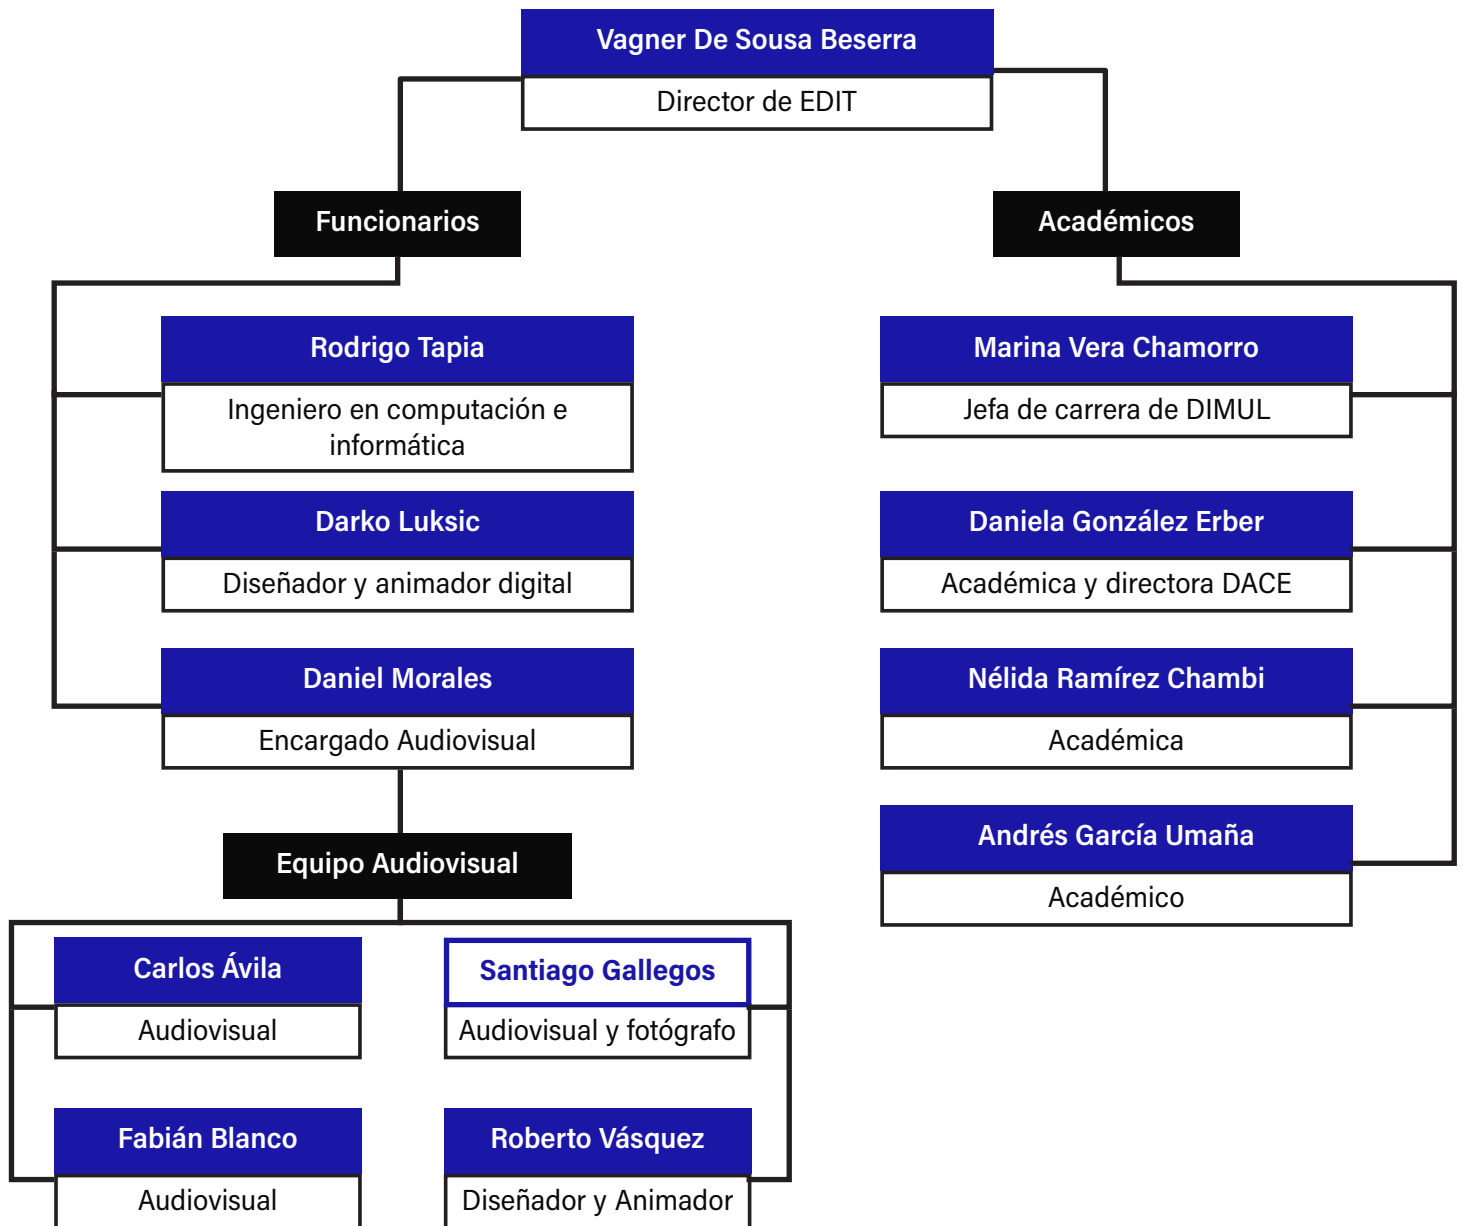 Vagner De Sousa Beserra
Director de EDIT
Funcionarios
Académicos
Rodrigo Tapia
Ingeniero en computación e
informática
Darko Luksic
Diseñador y animador digital
Daniel Morales
Encargado Audiovisual
Marina Vera Chamorro
Jefa de carrera de DIMUL
Daniela González Erber
Académica y directora DACE
Nélida Ramírez Chambi
Académica
Andrés García Umaña
Académico
Equipo Audiovisual
Carlos Ávila
Audiovisual
Santiago Gallegos
Audiovisual y fotógrafo
Fabián Blanco
Audiovisual
Roberto Vásquez
Diseñador y Animador